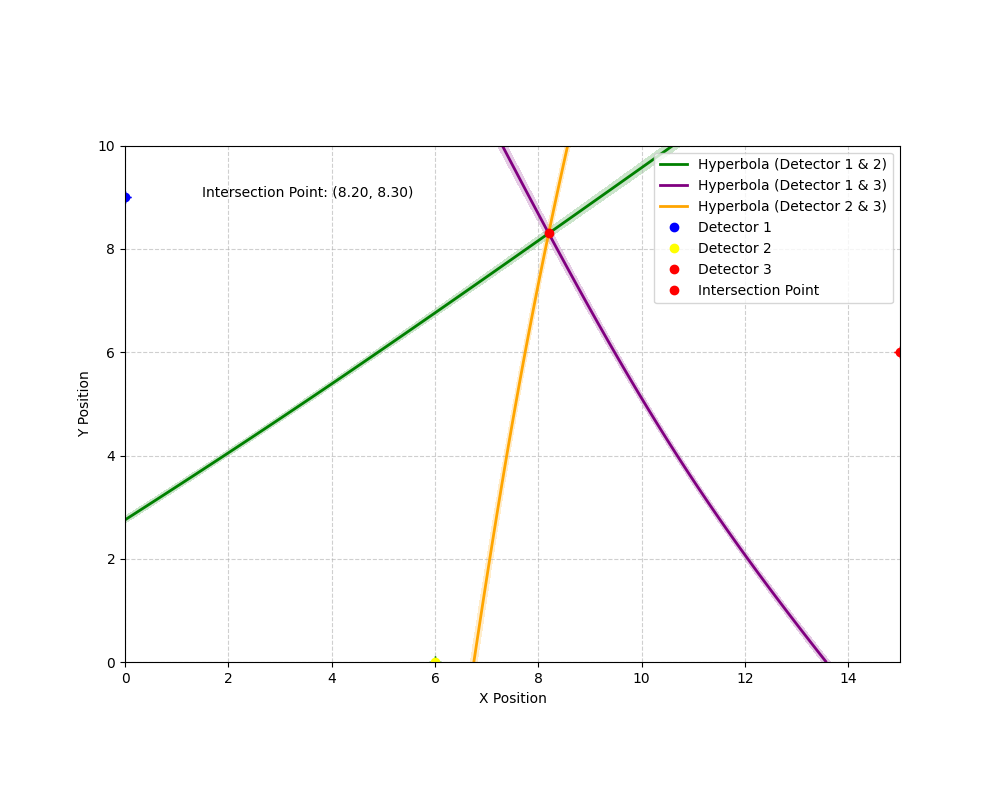 10
8
6
4
2
0
Y Position
Intersection Point: (8.20, 8.30)
Hyperbola (Detector 1 & 2)
Hyperbola (Detector 1 & 3)
Hyperbola (Detector 2 & 3)
Detector 1
Detector 2
Detector 3
Intersection Point
0 2 4 6 8 10 12 14
X Position